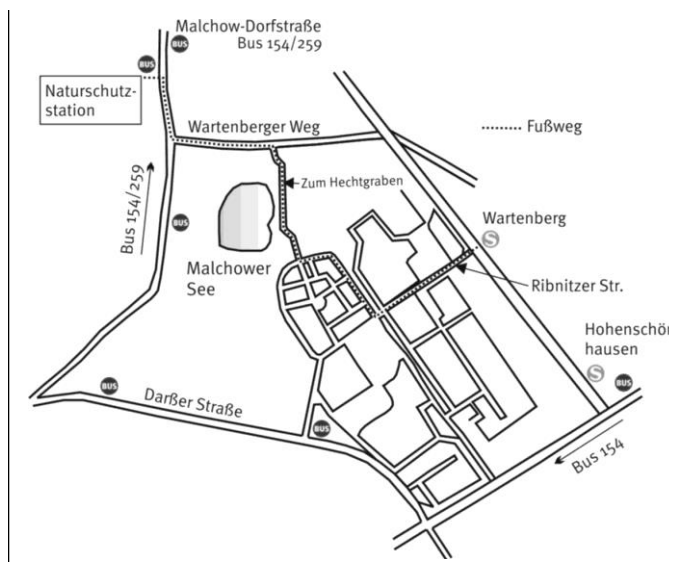 Malchow-Dorfstraße
Bus 154/259
BUS
BUS
Naturschutz-
station
Wartenberger Weg
Fußweg
Zum Hechtgraben
Bus 154/259
BUS
Wartenberg
S
Malchower
See
Ribnitzer Str.
Hohenschön
hausen
S
BUS
BUS
Darßer Straße
BUS
Bus 154